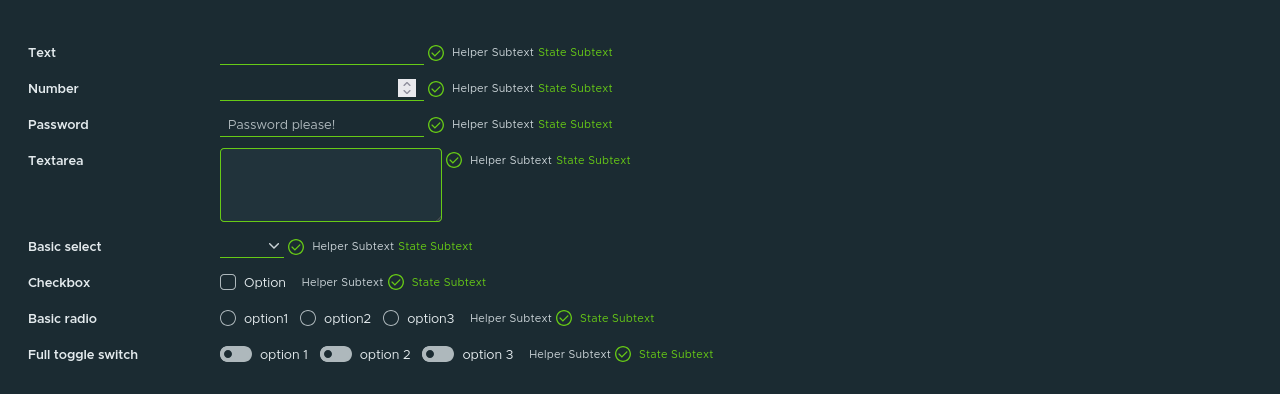 Text Helper Subtext State Subtext
Number Helper Subtext State Subtext
Password Password please! Helper Subtext State Subtext
Textarea Helper Subtext State Subtext
Basic select Helper Subtext State Subtext
Checkbox Option Helper Subtext State Subtext
Basic radio option1 option2 option3 Helper Subtext State Subtext
Full toggle switch option 1 option 2 option 3 Helper Subtext State Subtext